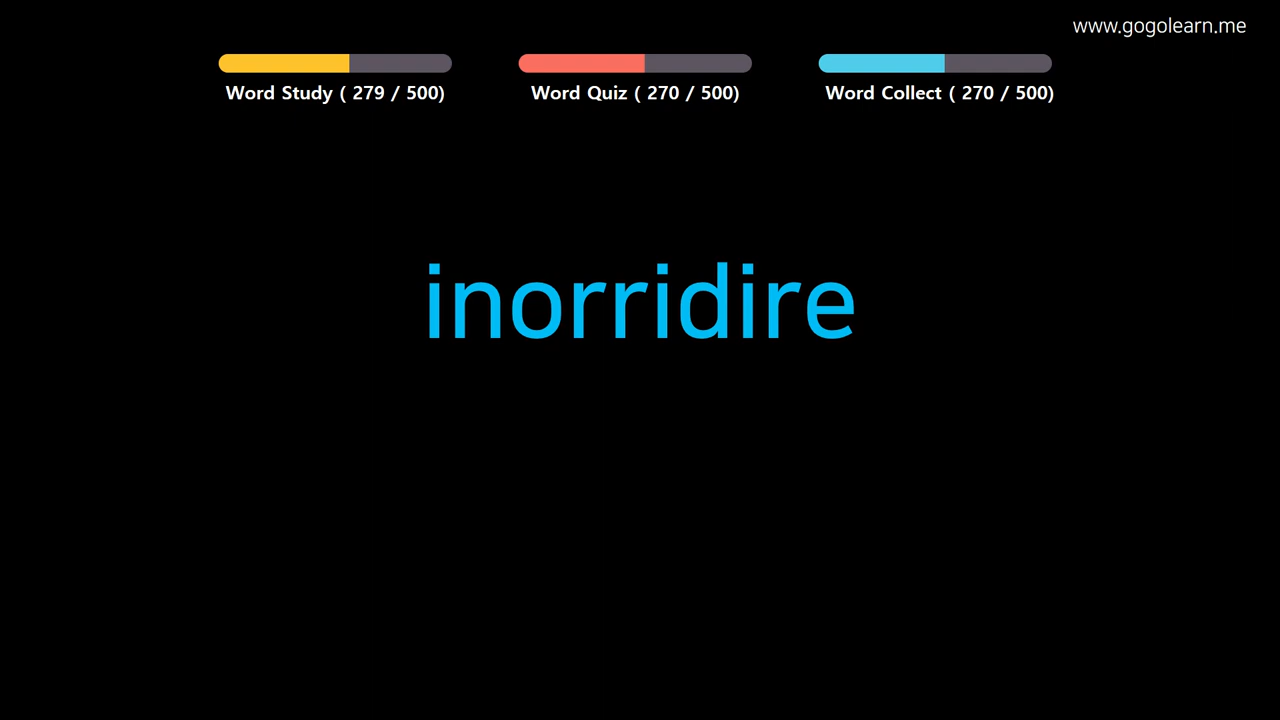 www.gogolearn.me
Word Study ( 279 / 500)
Word Quiz ( 270 / 500)
Word Collect ( 270 / 500)
inorridire